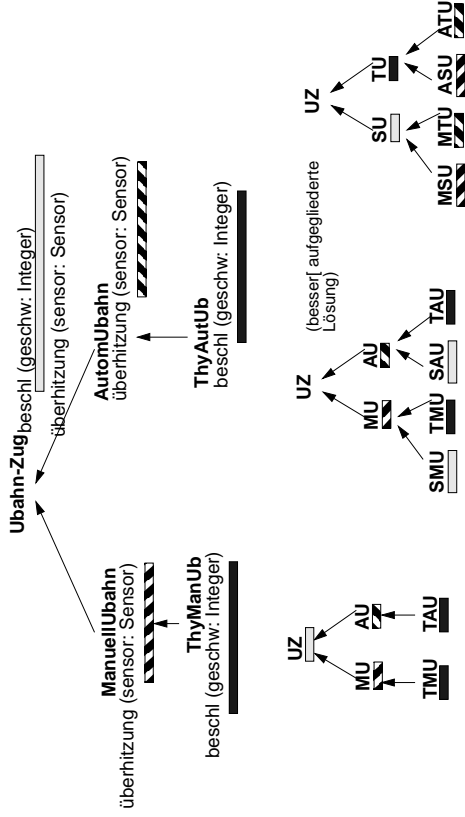 Ubahn-Zug
beschl (geschw: Integer)
überhitzung (sensor: Sensor)
ManuellUbahn
überhitzung (sensor: Sensor)
AutomUbahn
überhitzung (sensor: Sensor)
ThyManUb
beschl (geschw: Integer)
ThyAutUb
beschl (geschw: Integer)
UZ
MU AU
TMU TAU
(besser[ aufgegliederte
Lösung)
UZ
MU AU
SMU TMU SAU TAU
UZ
SU TU
MSU MTU ASU ATU